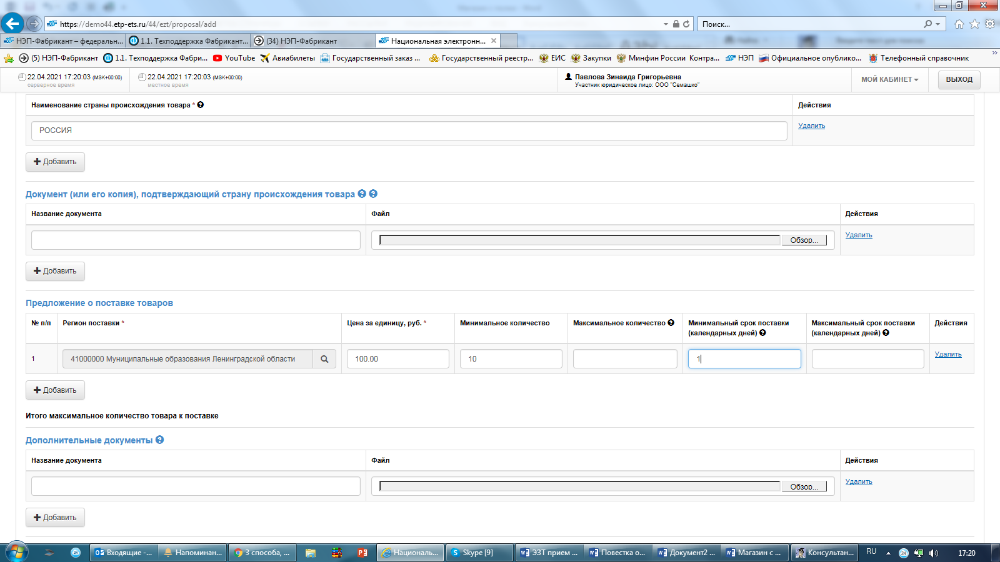 https://demo44.etp-ets.ru/44/ezt/proposal/add
Поиск...
НЭП-Фабрикант – федеральн...
1.1. Техподдержка Фабрикант...
(34) НЭП-Фабрикант
Национальная электронн...
(5) НЭП-Фабрикант
1.1. Техподдержка Фабри...
YouTube
Авиабилеты
Государственный заказ ...
Государственный реестр...
ЕИС
Закупки
Минфин России
Контра...
НЭП
Официальное опублико...
Телефонный справочник
22.04.2021 17:20:03 (MSK+00:00)
серверное время
22.04.2021 17:20:03 (MSK+00:00)
местное время
Павлова Зинаида Григорьевна
Участник юридическое лицо: ООО "Семашко"
МОЙ КАБИНЕТ
ВЫХОД
Наименование страны происхождения товара *
Действия
РОССИЯ
Удалить
Добавить
Документ (или его копия), подтверждающий страну происхождения товара
Название документа
Файл
Действия
Обзор...
Удалить
Добавить
Предложение о поставке товаров
№ п/п
Регион поставки *
Цена за единицу, руб. *
Минимальное количество
Максимальное количество
Минимальный срок поставки
(календарных дней)
Максимальный срок поставки
(календарных дней)
Действия
1
41000000 Муниципальные образования Ленинградской области
100.00
10
1
Удалить
Добавить
Итого максимальное количество товара к поставке
Дополнительные документы
Название документа
Файл
Действия
Обзор...
Удалить
Добавить
Входящие -...
Напоминан...
3 способа, ...
Националь...
Skype [9]
ЭЗТ прием ...
Повестка о...
Документ2 ...
Магазин с ...
Консультан...
RU
24
17:20